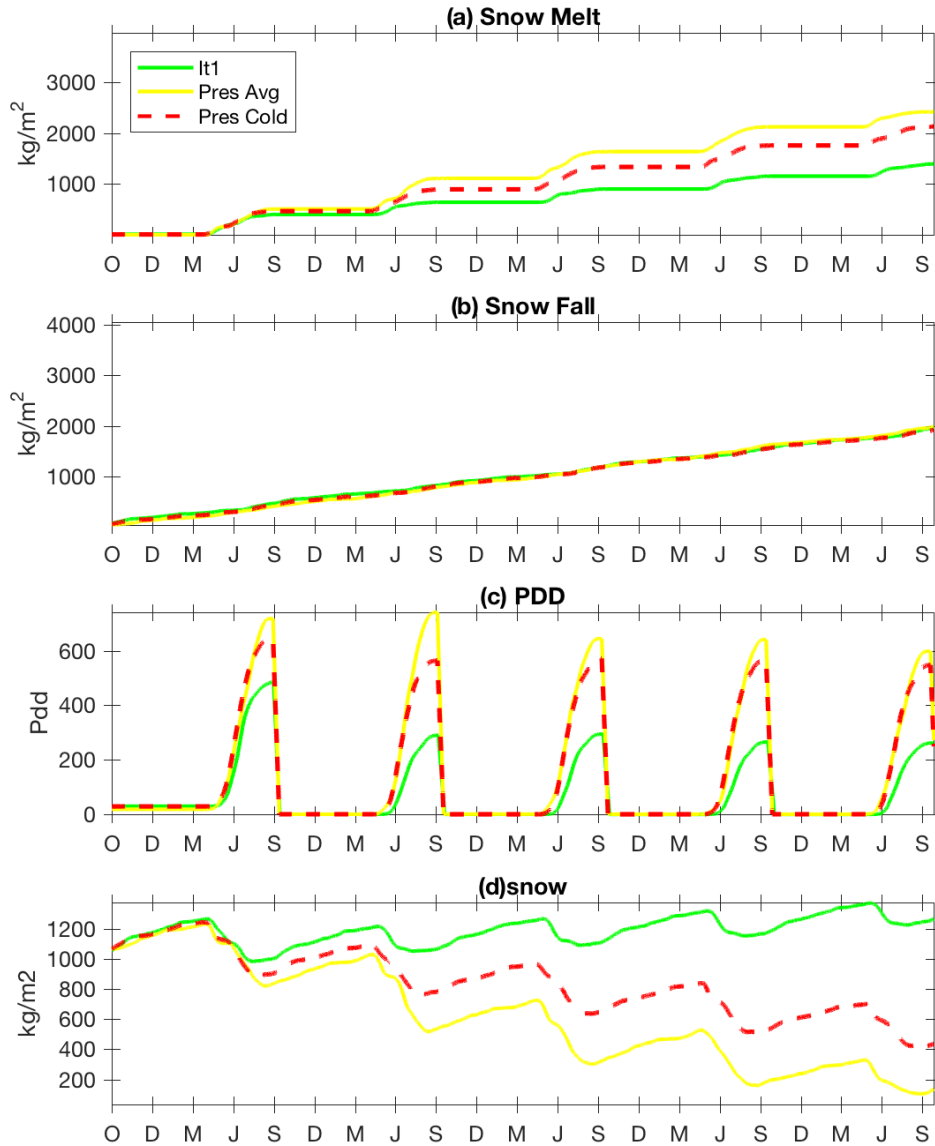 (a) Snow Melt
3000
2000
1000
kg/m²
It1
Pres Avg
Pres Cold
O D M J S D M J S D M J S D M J S D M J S
(b) Snow Fall
4000
3000
2000
1000
kg/m²
O D M J S D M J S D M J S D M J S D M J S
(c) PDD
600
400
200
0
Pdd
O D M J S D M J S D M J S D M J S D M J S
(d)snow
1200
1000
800
600
400
200
kg/m2
O D M J S D M J S D M J S D M J S D M J S